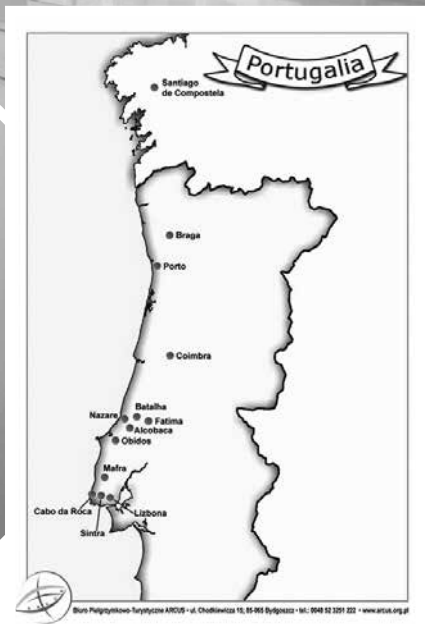 Portugalia
Santiago
de Compostela
Braga
Porto
Coimbra
Batalha
Nazare
Fatima
Alcobaca
Obidos
Mafra
Cabo da Roca
Lizbona
Sintra
Biuro Pielgrzymkowo-Turystyczne ARCUS • ul. Chodkiewicza 15; 85-065 Bydgoszcz • tel.: 0048 52 3251 222 • www.arcus.org.pl